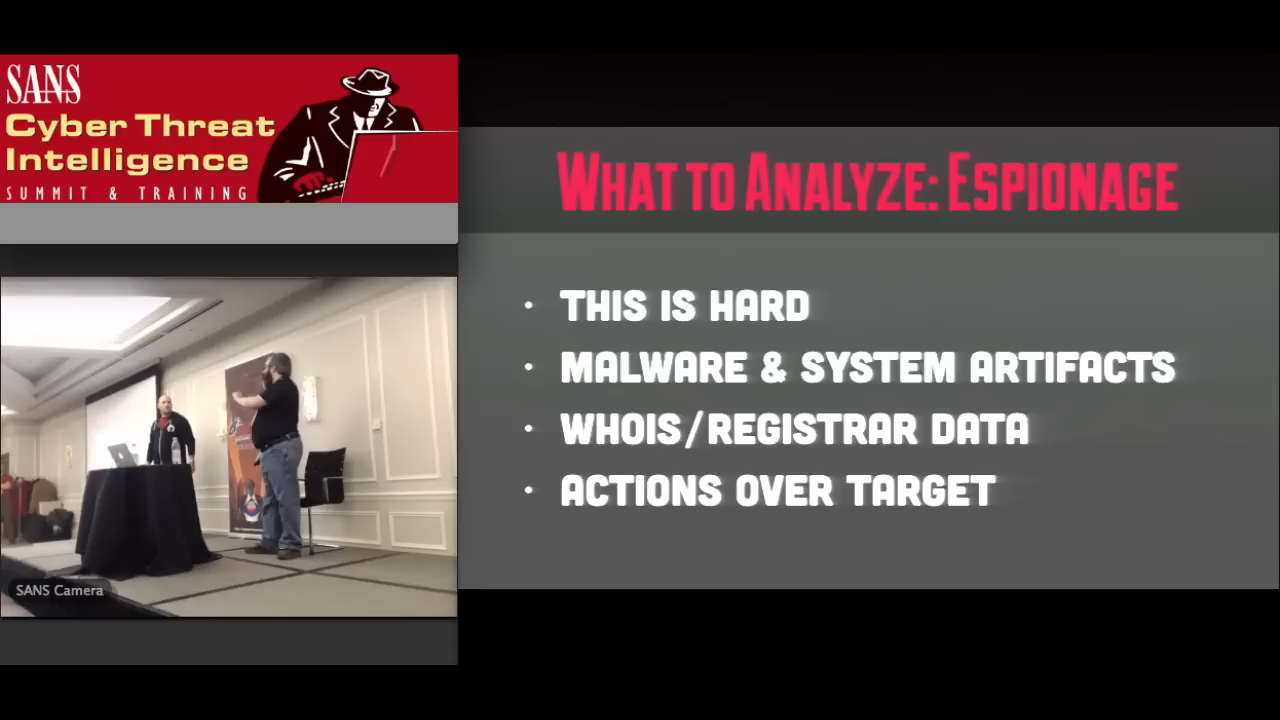 SANS
Cyber Threat
Intelligence
SUMMIT & TRAINING
WHAT TO ANALYZE: ESPIONAGE
• THIS IS HARD
• MALWARE & SYSTEM ARTIFACTS
• WHOIS/REGISTRAR DATA
• ACTIONS OVER TARGET
SANS Camera